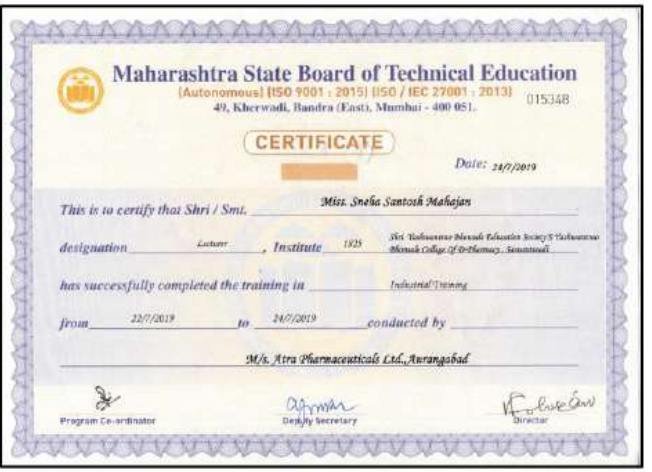 Maharashtra State Board of Technical Education
(Autonomous) (ISO 9001 : 2015) (ISO / IEC 27001 : 2013)
49, Kherwadi, Bandra (East), Mumbai - 400 051.
015348
CERTIFICATE
Date: 24/7/2019
This is to certify that Shri / Smt. Miss. Sneha Santosh Mahajan
designation Lecturer , Institute 1925 Shri Yashwantrao Bhonsale Education Society'S Yashwantrao
Bhonsale College Of D-Pharmacy, Sawantwadi
has successfully completed the training in Industrial Training
from 22/7/2019 to 24/7/2019 conducted by
M/s. Atra Pharmaceuticals Ltd.,Aurangabad
Program Co-ordinator Deputy Secretary Director